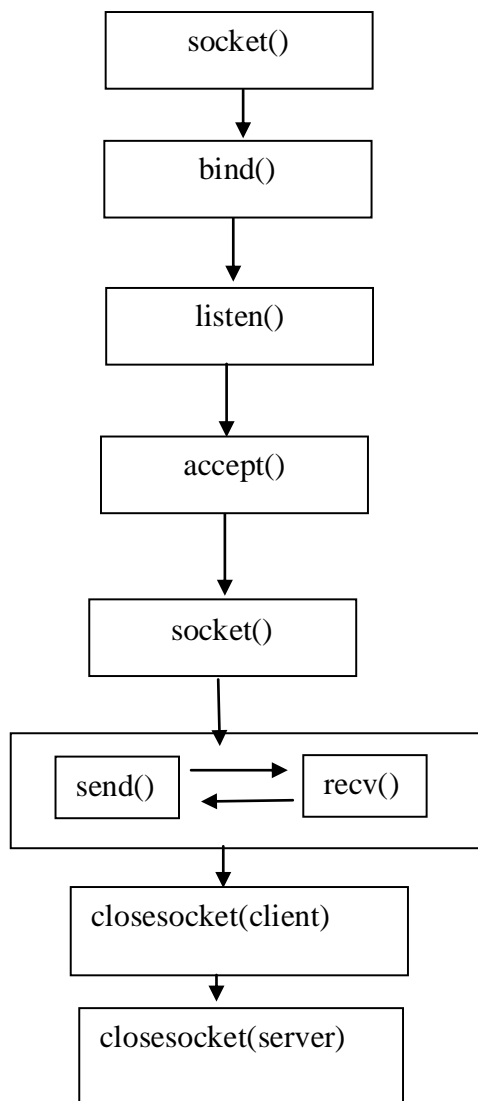 socket()
bind()
listen()
accept()
socket()
send()
recv()
closesocket(client)
closesocket(server)